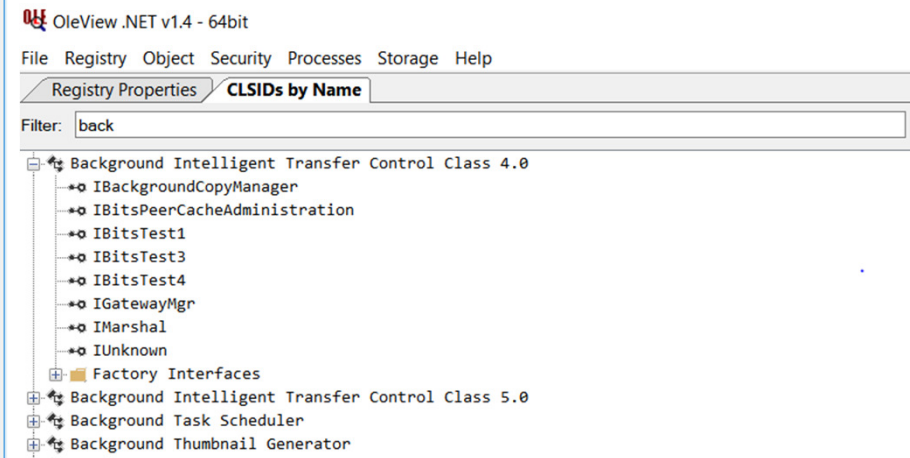 OleView .NET v1.4 - 64bit
File Registry Object Security Processes Storage Help
Registry Properties CLSIDs by Name
Filter: back
Background Intelligent Transfer Control Class 4.0
IBackgroundCopyManager
IBitsPeerCacheAdministration
IBitsTest1
IBitsTest3
IBitsTest4
IGatewayMgr
IMarshal
IUnknown
Factory Interfaces
Background Intelligent Transfer Control Class 5.0
Background Task Scheduler
Background Thumbnail Generator